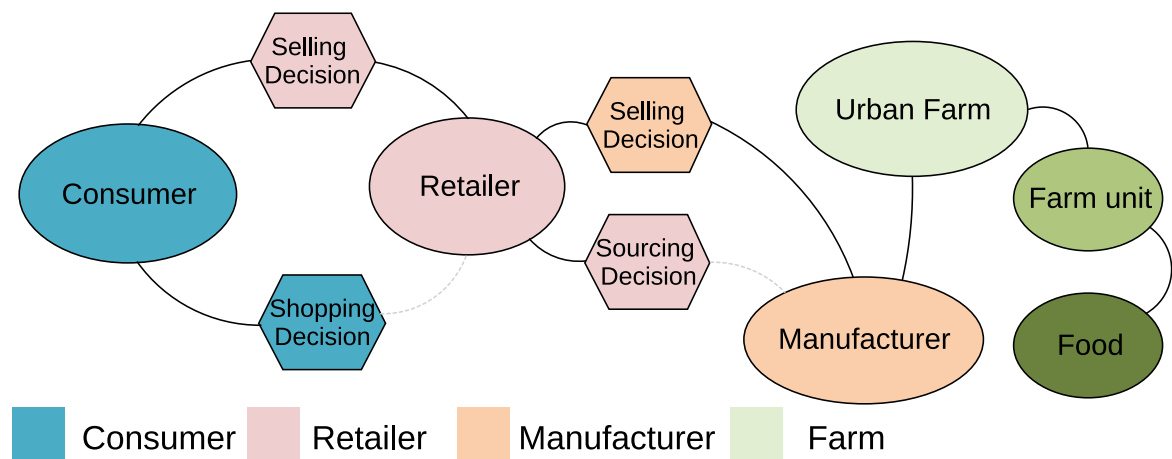 Selling
Decision
Consumer
Shopping
Decision
Retailer
Selling
Decision
Sourcing
Decision
Manufacturer
Urban Farm
Farm unit
Food
Consumer
Retailer
Manufacturer
Farm